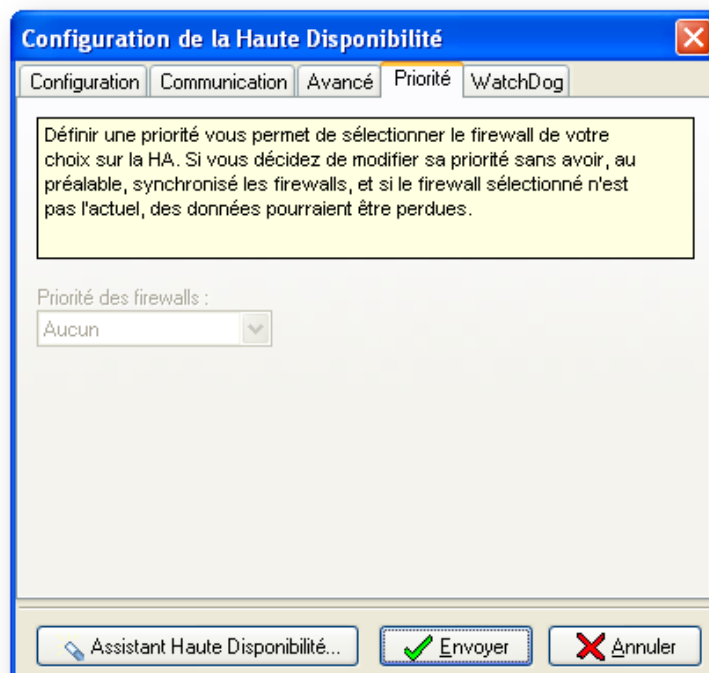 Configuration de la Haute Disponibilité
Configuration Communication Avancé Priorité WatchDog
Définir une priorité vous permet de sélectionner le firewall de votre
choix sur la HA. Si vous décidez de modifier sa priorité sans avoir, au
préalable, synchronisé les firewalls, et si le firewall sélectionné n'est
pas l'actuel, des données pourraient être perdues.
Priorité des firewalls :
Aucun
Assistant Haute Disponibilité... Envoyer Annuler